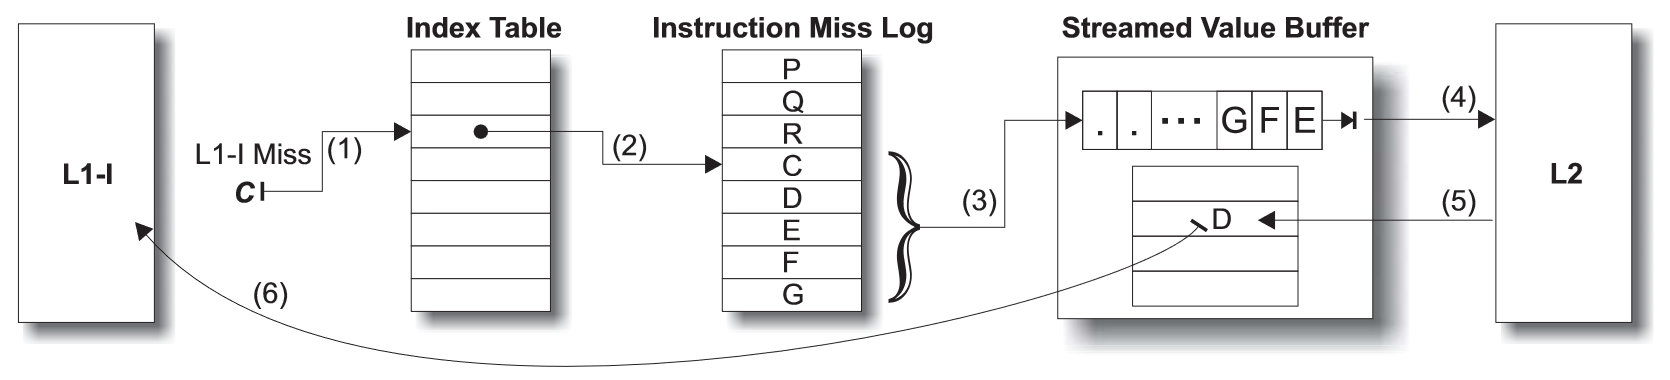 Index Table
Instruction Miss Log
Streamed Value Buffer
L1-I
L1-I Miss
C
(1)
(2)
P
Q
R
C
D
E
F
G
(3)
. . ... G F E
D
(4)
(5)
L2
(6)